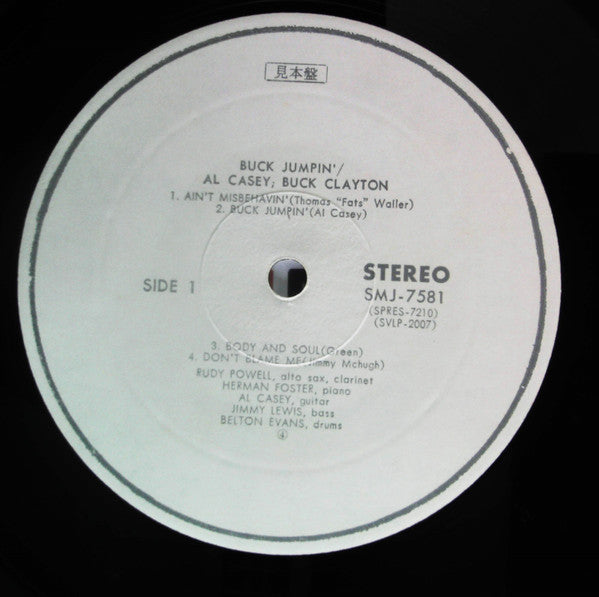 見本盤
BUCK JUMPIN'/
AL CASEY; BUCK CLAYTON
1. AIN'T MISBEHAVIN'(Thomas "Fats" Waller)
2. BUCK JUMPIN'(Al Casey)
SIDE 1
STEREO
SMJ-7581
(SPRES-7210)
(SVLP-2007)
3. BODY AND SOUL(Green)
4. DON'T BLAME ME(Jimmy Mchugh)
RUDY POWELL, alto sax, clarinet
HERMAN FOSTER, piano
AL CASEY, guitar
JIMMY LEWIS, bass
BELTON EVANS, drums
④